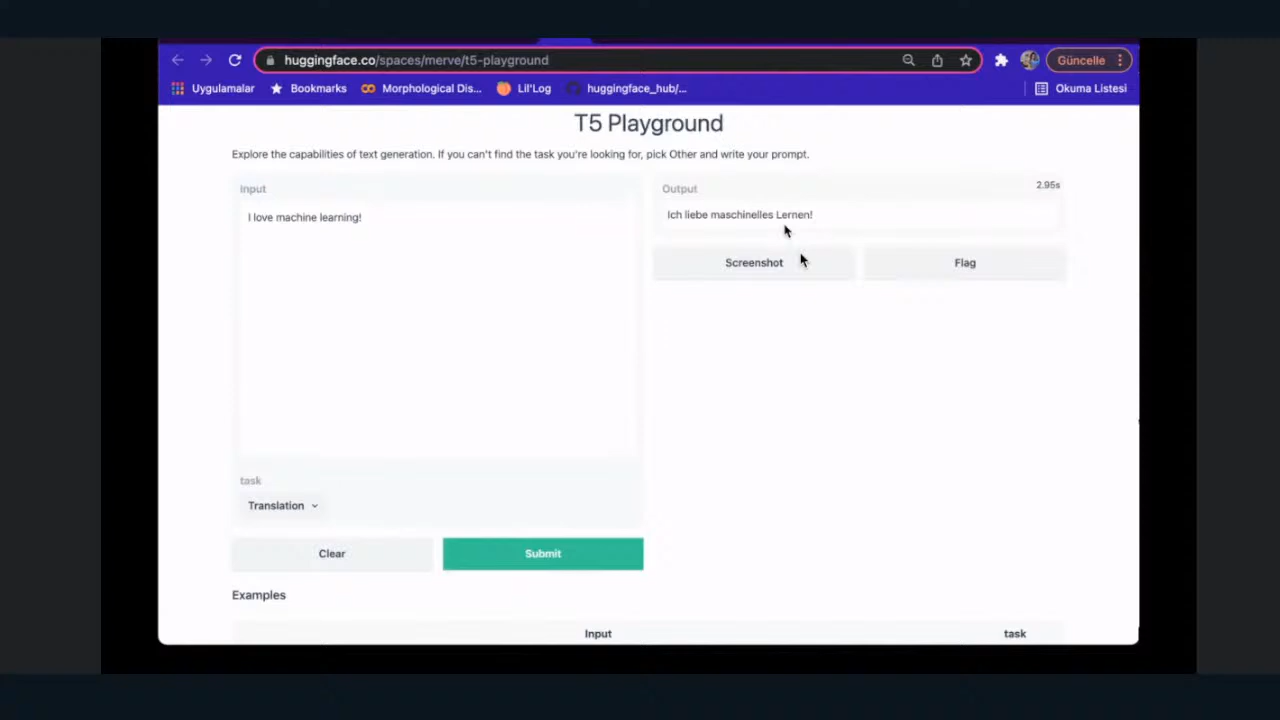 huggingface.co/spaces/merve/t5-playground
Güncelle
Uygulamalar
Bookmarks
Morphological Dis...
Lil'Log
huggingface_hub/...
Okuma Listesi
T5 Playground
Explore the capabilities of text generation. If you can't find the task you're looking for, pick Other and write your prompt.
Input
I love machine learning!
task
Translation
Clear
Submit
Output
2.95s
Ich liebe maschinelles Lernen!
Screenshot
Flag
Examples
Input
task